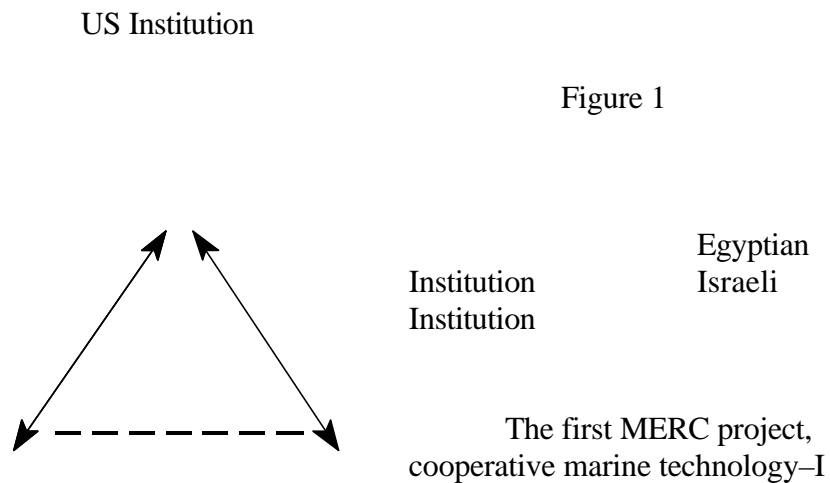 US Institution
Figure 1
Egyptian
Institution Israeli
Institution
The first MERC project,
cooperative marine technology–I